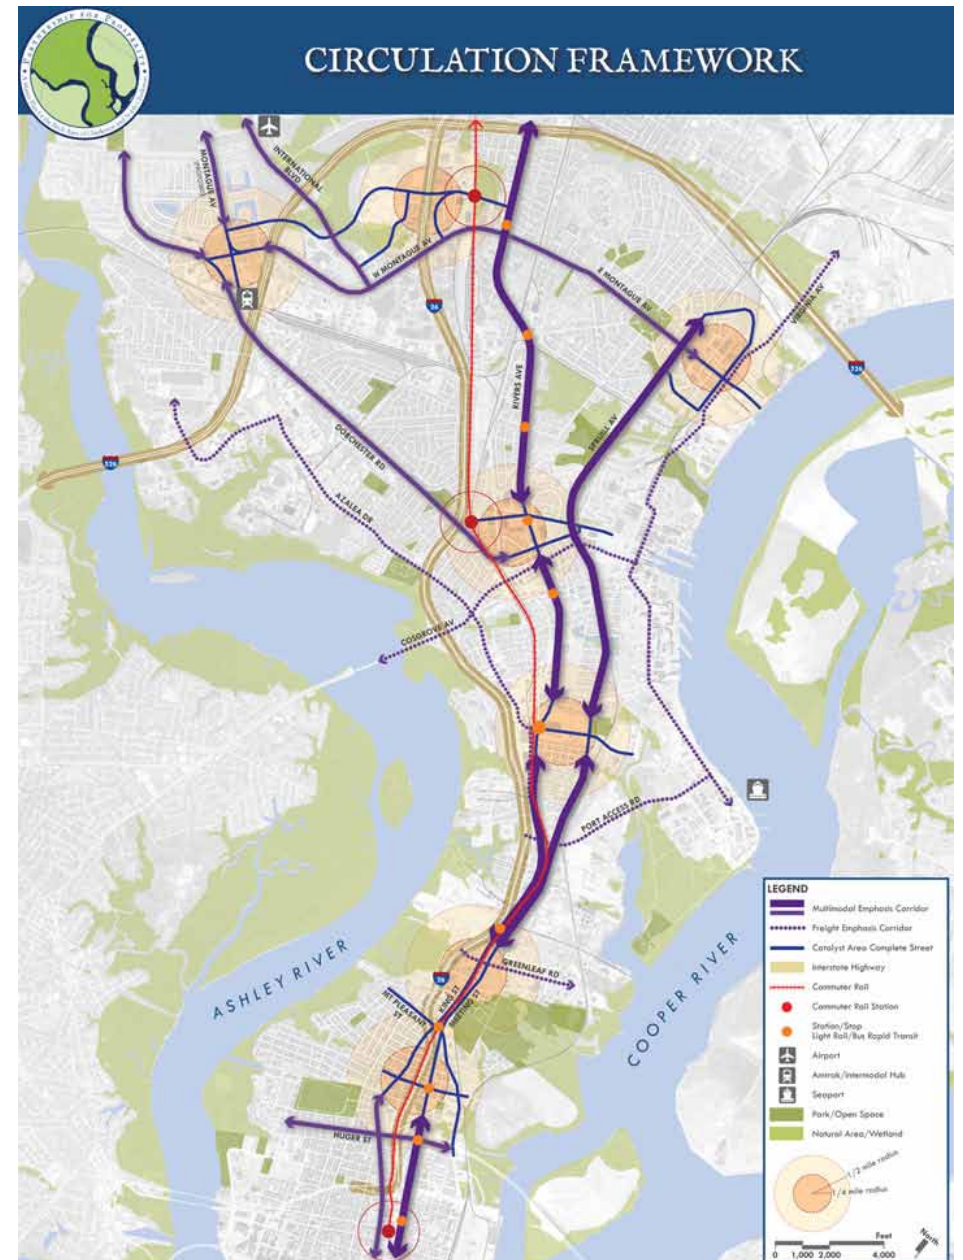 PARTNERSHIP FOR PROSPERITY
CIRCULATION FRAMEWORK
MONTAGUE AV
INTERNATIONAL
BLVD
W MONTAGUE AV
E MONTAGUE AV
VIRGINIA AV
26
526
RIVERS AVE
SPRUILL AV
DORCHESTER RD
526
AZALEA DR
COSGROVE AV
PORT ACCESS RD
GREENLEAF RD
26
KING ST
MEETING ST
MT PLEASANT
ST
HUGER ST
ASHLEY RIVER
COOPER RIVER
LEGEND
Multimodal Emphasis Corridor
Freight Emphasis Corridor
Catalyst Area Complete Street
Interstate Highway
Commuter Rail
Commuter Rail Station
Station/Stop
Light Rail/Bus Rapid Transit
Airport
Amtrak/Intermodal Hub
Seaport
Park/Open Space
Natural Area/Wetland
1/2 mile radius
1/4 mile radius
Feet
0 1,000 2,000 4,000
North